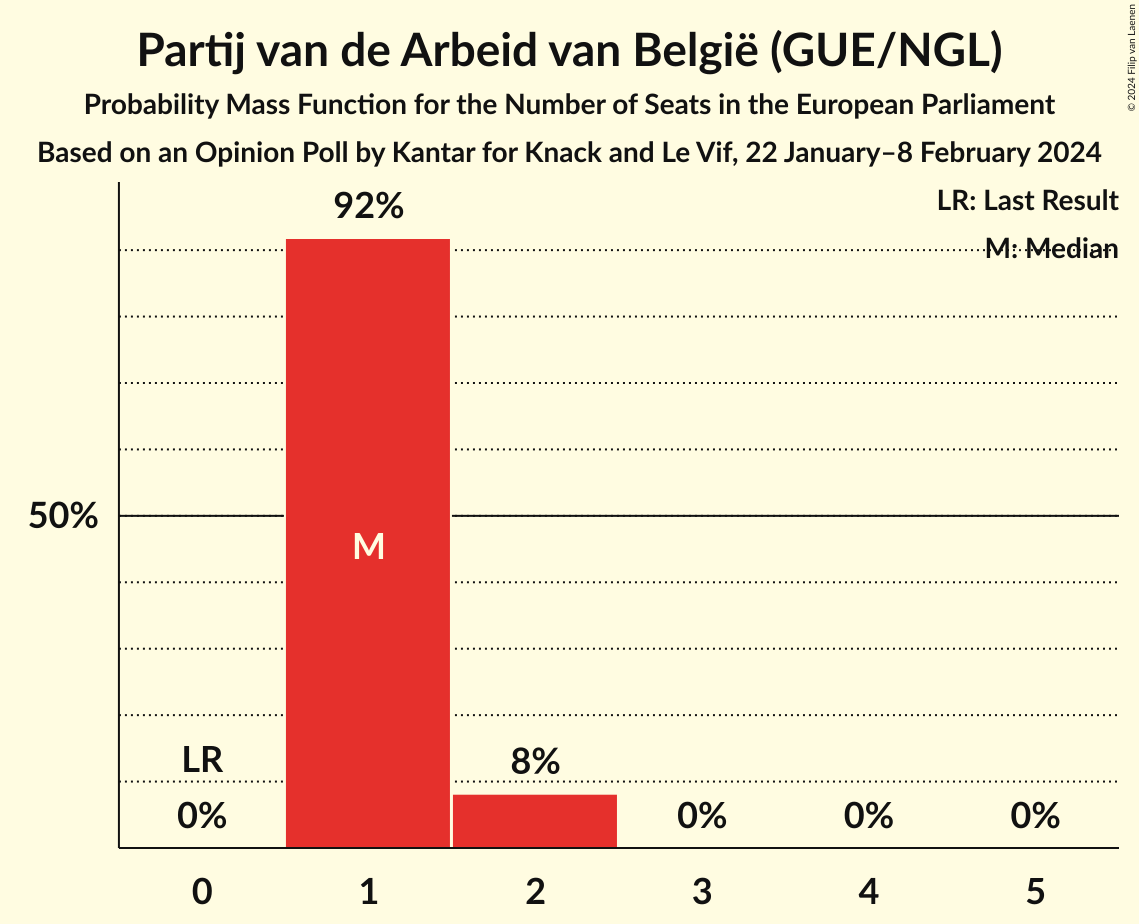 Partij van de Arbeid van België (GUE/NGL)
Probability Mass Function for the Number of Seats in the European Parliament
Based on an Opinion Poll by Kantar for Knack and Le Vif, 22 January–8 February 2024
© 2024 Filip van Laenen
LR: Last Result
M: Median
92%
50%
M
LR
8%
0%
0%
0%
0%
0
1
2
3
4
5